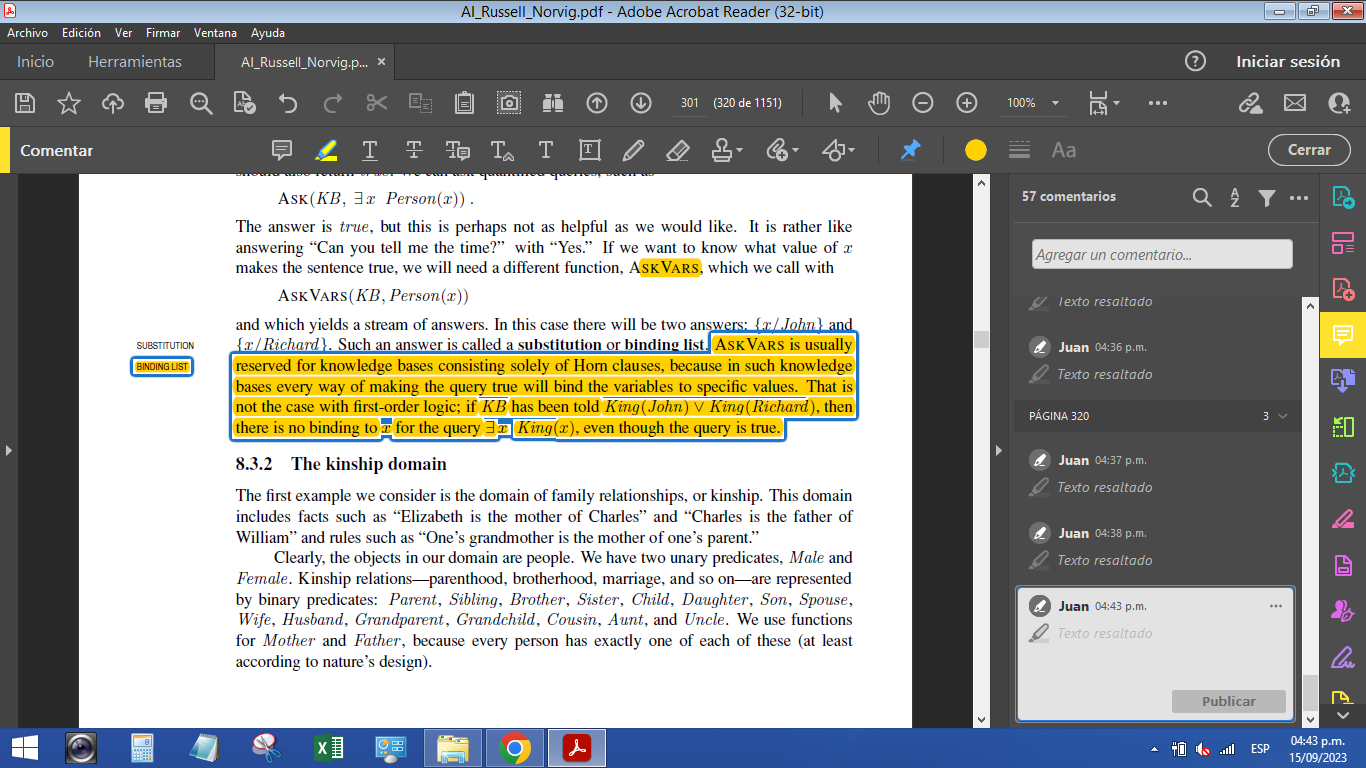 AI_Russell_Norvig.pdf - Adobe Acrobat Reader (32-bit)
Archivo Edición Ver Firmar Ventana Ayuda
Inicio Herramientas AI_Russell_Norvig.p... × Iniciar sesión
301 (320 de 1151) 100%
Comentar Aa Cerrar
should also return true. We can ask quantified queries, such as
ASK(KB, ∃ x Person(x)) .
The answer is true, but this is perhaps not as helpful as we would like. It is rather like
answering “Can you tell me the time?” with “Yes.” If we want to know what value of x
makes the sentence true, we will need a different function, ASKVARS, which we call with
ASKVARS(KB, Person(x))
and which yields a stream of answers. In this case there will be two answers: {x/John} and
SUBSTITUTION
{x/Richard}. Such an answer is called a substitution or binding list. ASKVARS is usually
BINDING LIST
reserved for knowledge bases consisting solely of Horn clauses, because in such knowledge
bases every way of making the query true will bind the variables to specific values. That is
not the case with first-order logic; if KB has been told King(John) ∨ King(Richard), then
there is no binding to x for the query ∃ x King(x), even though the query is true.
8.3.2 The kinship domain
The first example we consider is the domain of family relationships, or kinship. This domain
includes facts such as “Elizabeth is the mother of Charles” and “Charles is the father of
William” and rules such as “One’s grandmother is the mother of one’s parent.”
Clearly, the objects in our domain are people. We have two unary predicates, Male and
Female. Kinship relations—parenthood, brotherhood, marriage, and so on—are represented
by binary predicates: Parent, Sibling, Brother, Sister, Child, Daughter, Son, Spouse,
Wife, Husband, Grandparent, Grandchild, Cousin, Aunt, and Uncle. We use functions
for Mother and Father, because every person has exactly one of each of these (at least
according to nature’s design).
57 comentarios
Agregar un comentario...
Texto resaltado
Juan 04:36 p.m.
Texto resaltado
PÁGINA 320 3
Juan 04:37 p.m.
Texto resaltado
Juan 04:38 p.m.
Texto resaltado
Juan 04:43 p.m.
Texto resaltado
Publicar
ESP
04:43 p.m.
15/09/2023